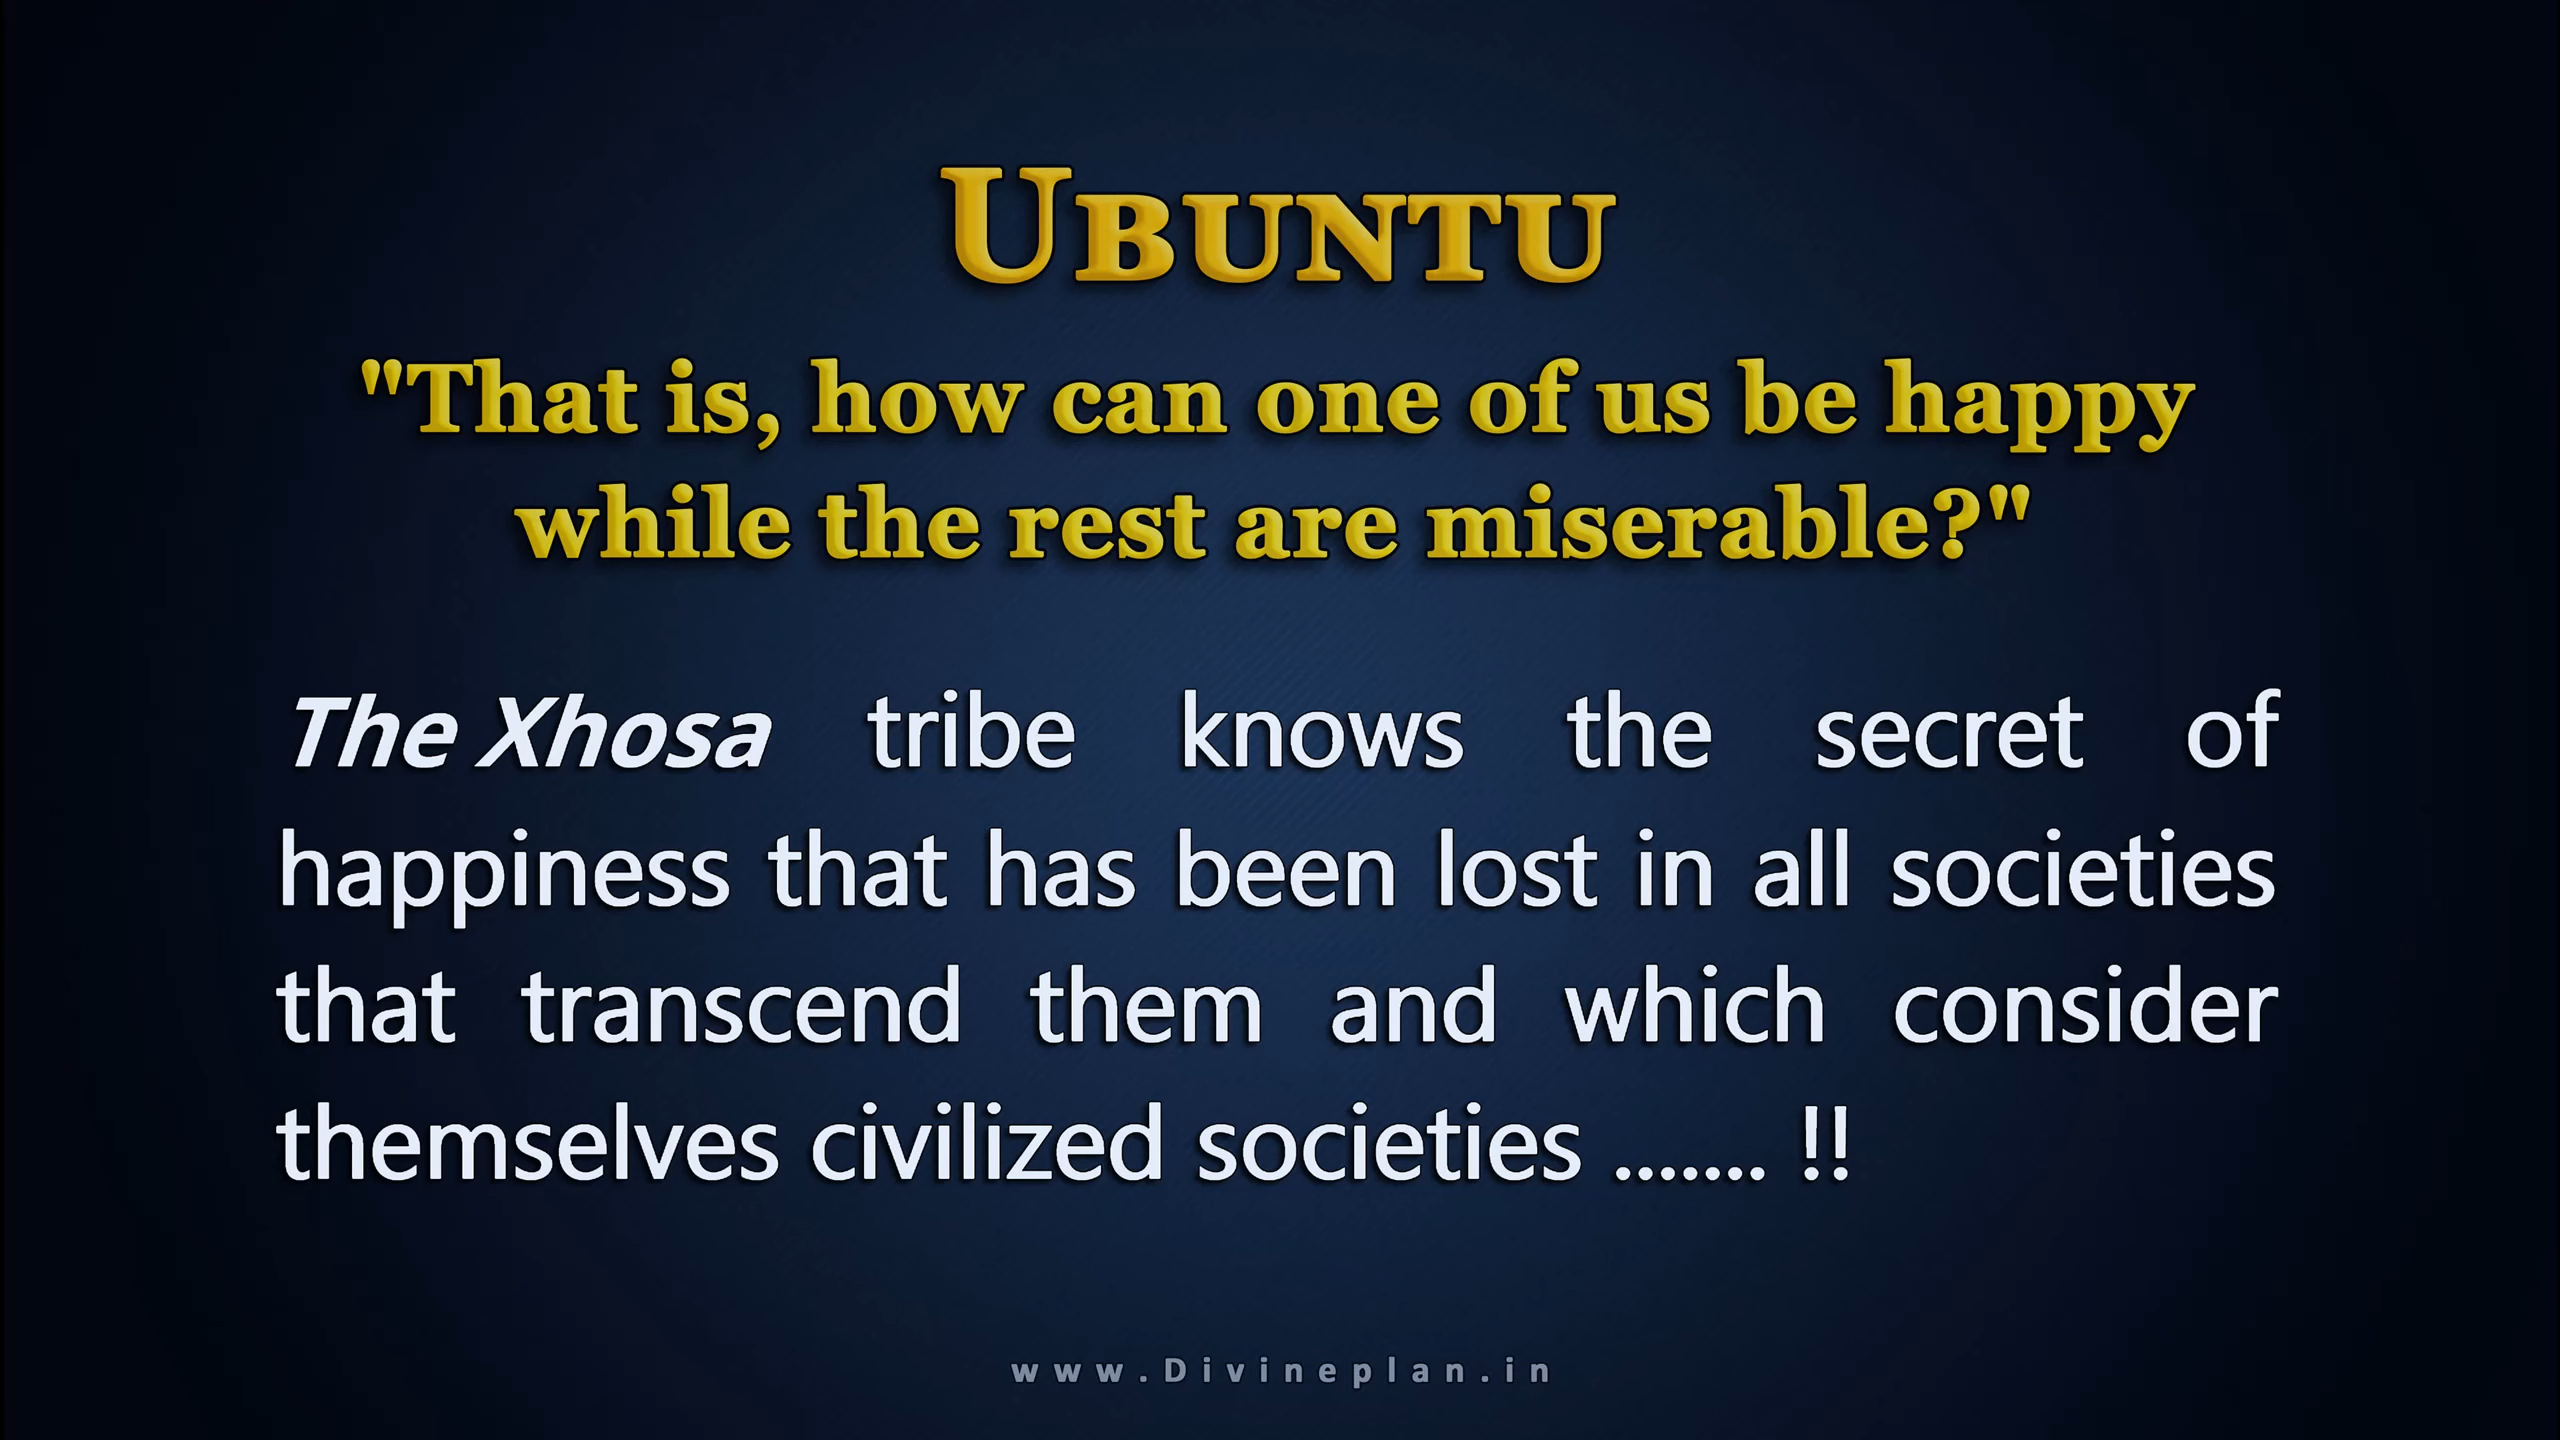 UBUNTU
"That is, how can one of us be happy
while the rest are miserable?"
The Xhosa tribe knows the secret of
happiness that has been lost in all societies
that transcend them and which consider
themselves civilized societies ....... !!
www.Divineplan.in